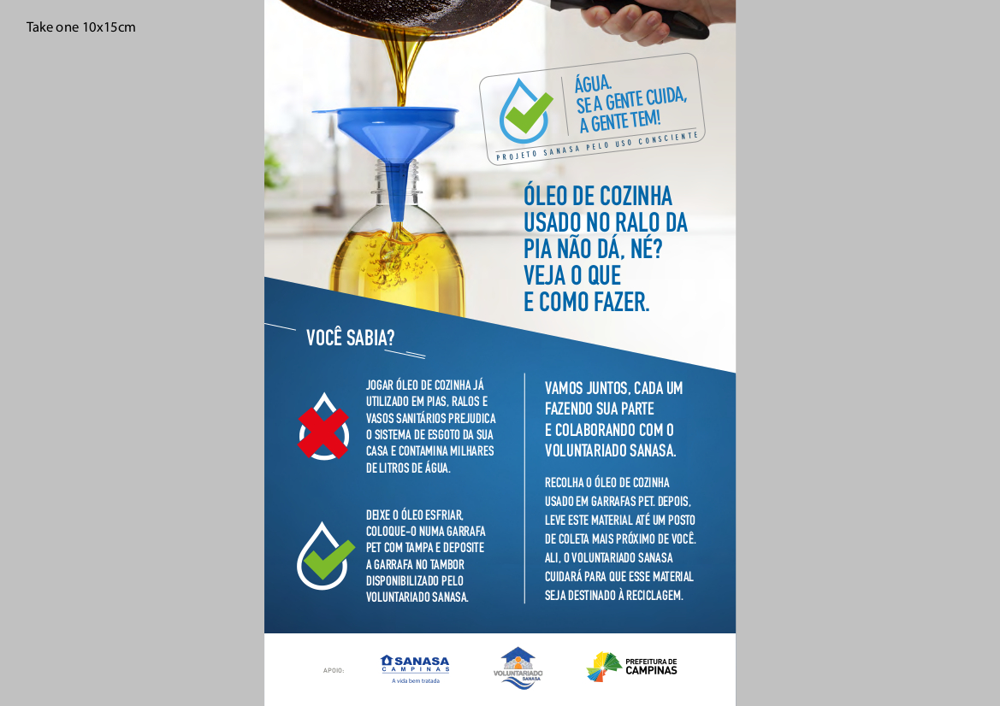 Take one 10x15cm
ÁGUA.
SE A GENTE CUIDA,
A GENTE TEM!
PROJETO SANASA PELO USO CONSCIENTE
ÓLEO DE COZINHA
USADO NO RALO DA
PIA NÃO DÁ, NÉ?
VEJA O QUE
E COMO FAZER.
VOCÊ SABIA?
JOGAR ÓLEO DE COZINHA JÁ
UTILIZADO EM PIAS, RALOS E
VASOS SANITÁRIOS PREJUDICA
O SISTEMA DE ESGOTO DA SUA
CASA E CONTAMINA MILHARES
DE LITROS DE ÁGUA.
DEIXE O ÓLEO ESFRIAR,
COLOQUE-O NUMA GARRAFA
PET COM TAMPA E DEPOSITE
A GARRAFA NO TAMBOR
DISPONIBILIZADO PELO
VOLUNTARIADO SANASA.
VAMOS JUNTOS, CADA UM
FAZENDO SUA PARTE
E COLABORANDO COM O
VOLUNTARIADO SANASA.
RECOLHA O ÓLEO DE COZINHA
USADO EM GARRAFAS PET. DEPOIS,
LEVE ESTE MATERIAL ATÉ UM POSTO
DE COLETA MAIS PRÓXIMO DE VOCÊ.
ALI, O VOLUNTARIADO SANASA
CUIDARÁ PARA QUE ESSE MATERIAL
SEJA DESTINADO À RECICLAGEM.
APOIO:
SANASA
CAMPINAS
A vida bem tratada
VOLUNTARIADO
SANASA
PREFEITURA DE
CAMPINAS